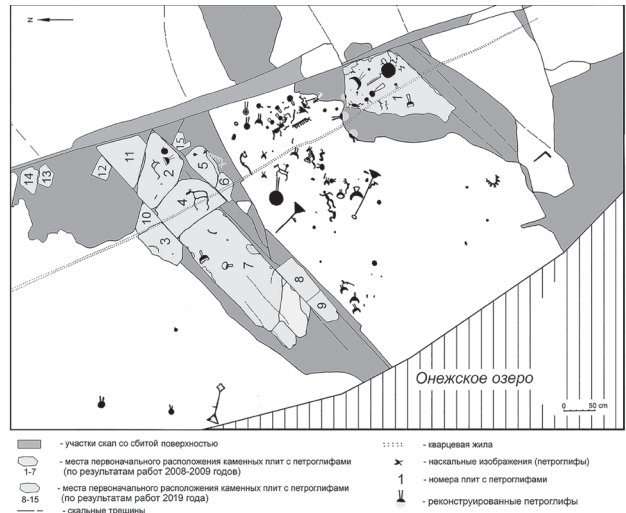 N
14
13
12
11
15
2
5
6
4
10
3
7
8
9
1
Онежское озеро
0 50 cm
- участки скал со сбитой поверхностью
- места первоначального расположения каменных плит с петроглифами
1-7 (по результатам работ 2008-2009 годов)
- места первоначального расположения каменных плит с петроглифами
8-15 (по результатам работ 2019 года)
- скальные трещины
- кварцевая жила
- наскальные изображения (петроглифы)
1 - номера плит с петроглифами
- реконструированные петроглифы